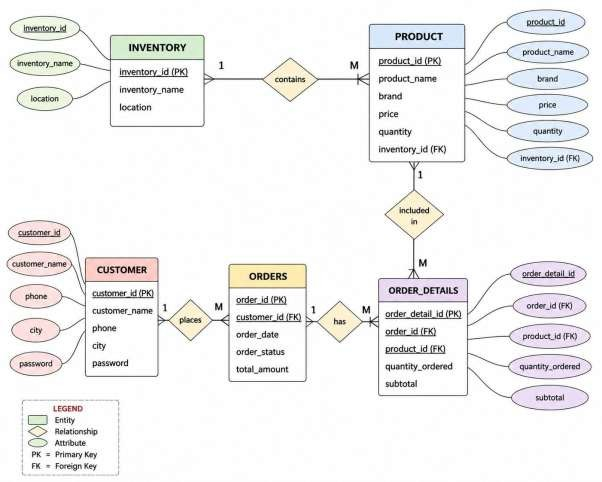 inventory_id
inventory_name
location
INVENTORY
inventory_id (PK)
inventory_name
location
1
contains
M
PRODUCT
product_id (PK)
product_name
brand
price
quantity
inventory_id (FK)
product_id
product_name
brand
price
quantity
inventory_id (FK)
1
included
in
M
customer_id
customer_name
phone
city
password
CUSTOMER
customer_id (PK)
customer_name
phone
city
password
1
places
M
ORDERS
order_id (PK)
customer_id (FK)
order_date
order_status
total_amount
1
has
M
ORDER_DETAILS
order_detail_id (PK)
order_id (FK)
product_id (FK)
quantity_ordered
subtotal
order_detail_id
order_id (FK)
product_id (FK)
quantity_ordered
subtotal
LEGEND
Entity
Relationship
Attribute
PK = Primary Key
FK = Foreign Key